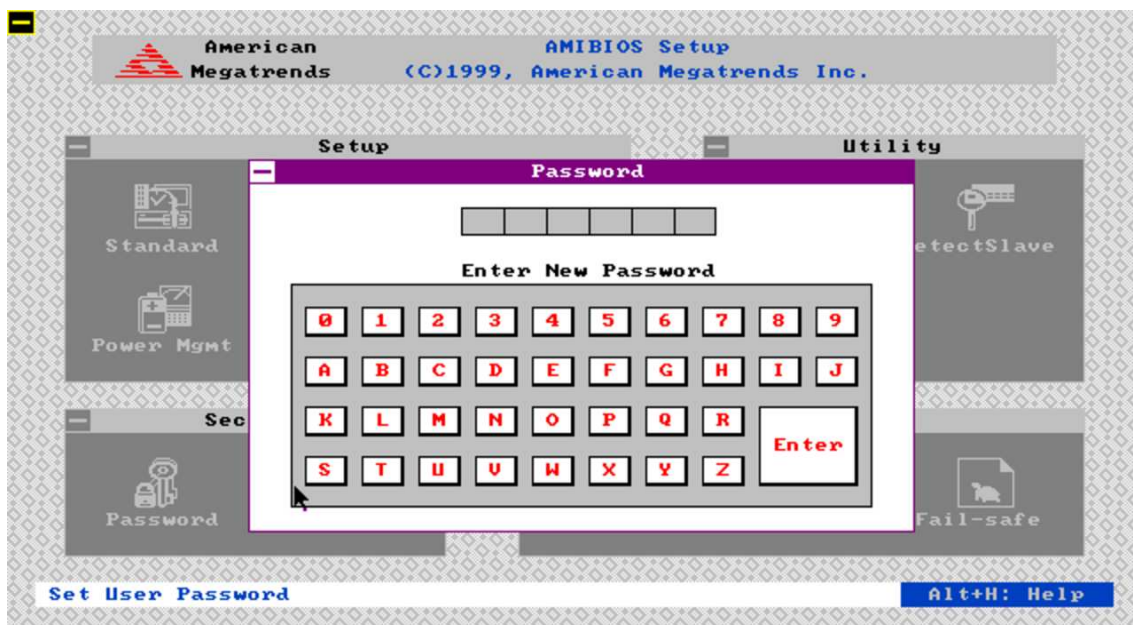 American Megatrends
AMIBIOS Setup
(C)1999, American Megatrends Inc.
Setup
Utility
Password
Standard
etectSlave
Enter New Password
0 1 2 3 4 5 6 7 8 9
Power Mgmt
A B C D E F G H I J
Sec
K L M N O P Q R
Enter
S T U V W X Y Z
Password
Fail-safe
Set User Password
Alt+H: Help